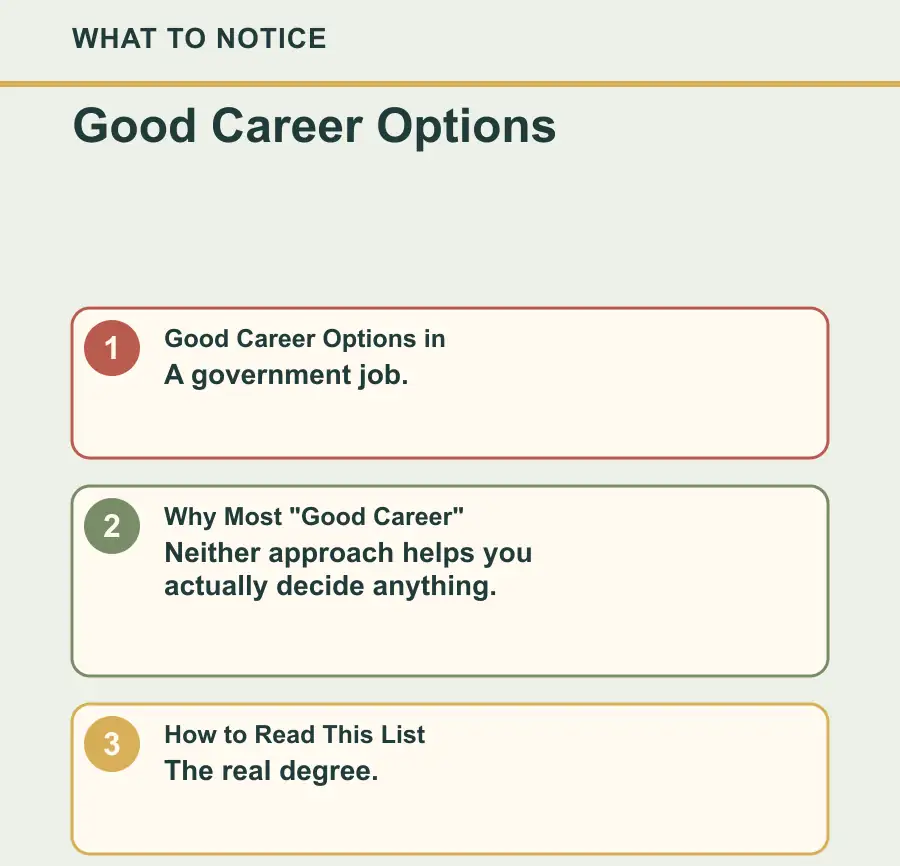 WHAT TO NOTICE
Good Career Options
1
Good Career Options in
A government job.
2
Why Most "Good Career"
Neither approach helps you
actually decide anything.
3
How to Read This List
The real degree.